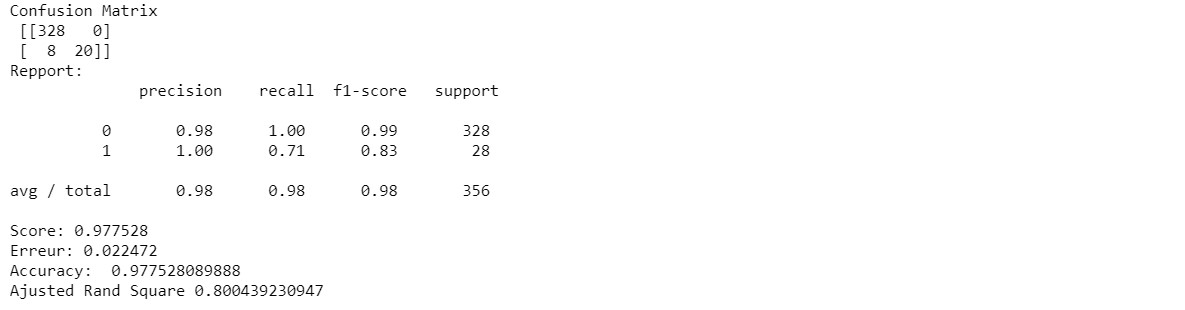 Confusion Matrix
[[328   0]
[  8  20]]
Repport:
precision    recall  f1-score   support
0       0.98      1.00      0.99       328
1       1.00      0.71      0.83        28
avg / total       0.98      0.98      0.98       356
Score: 0.977528
Erreur: 0.022472
Accuracy:  0.977528089888
Ajusted Rand Square 0.800439230947